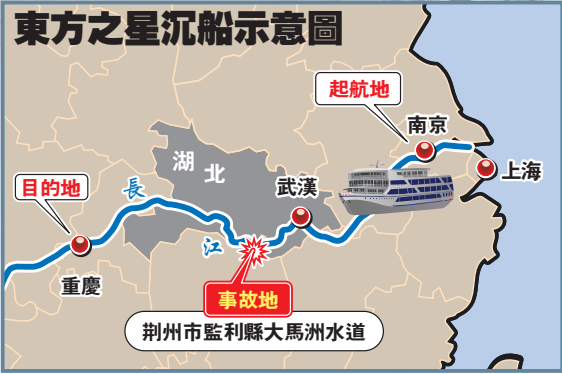 東方之星沉船示意圖
起航地
南京
上海
湖北
武漢
目的地
長江
重慶
事故地
荆州市監利縣大馬洲水道